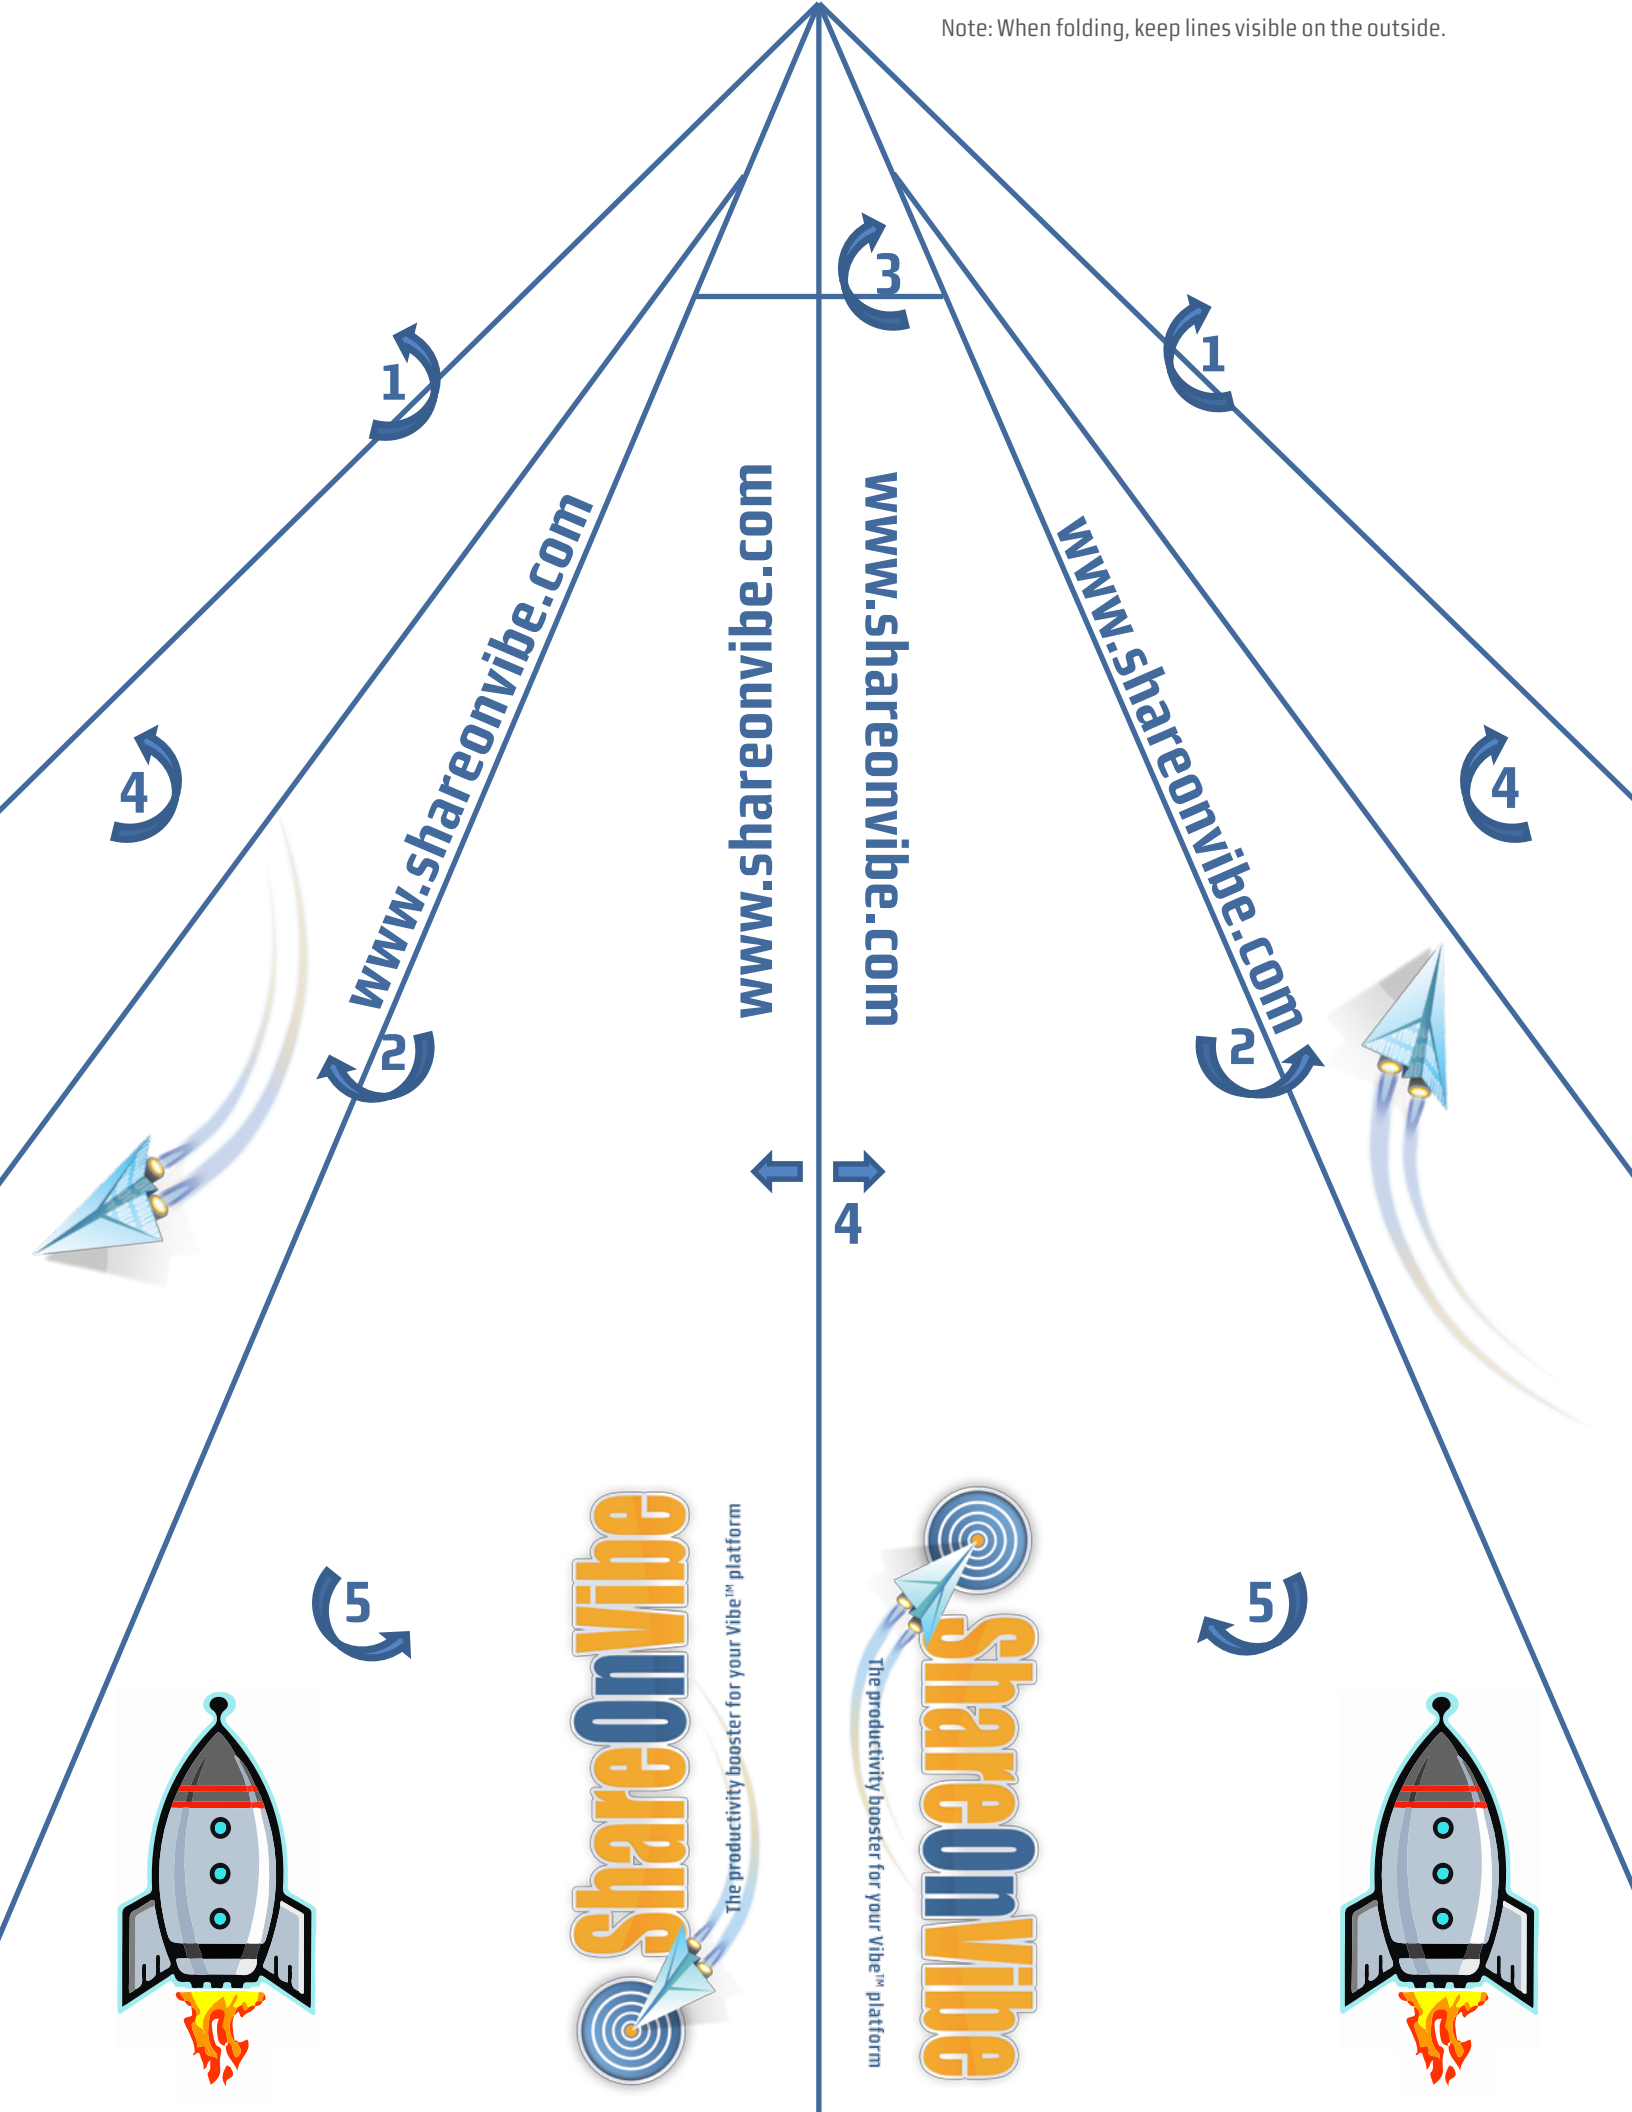 Note: When folding, keep lines visible on the outside.
3
1
1
www.shareonvibe.com
www.shareonvibe.com
www.shareonvibe.com
www.shareonvibe.com
4
4
2
2
4
5
5
ShareOnVibe
The productivity booster for your Vibe™ platform
ShareOnVibe
The productivity booster for your Vibe™ platform